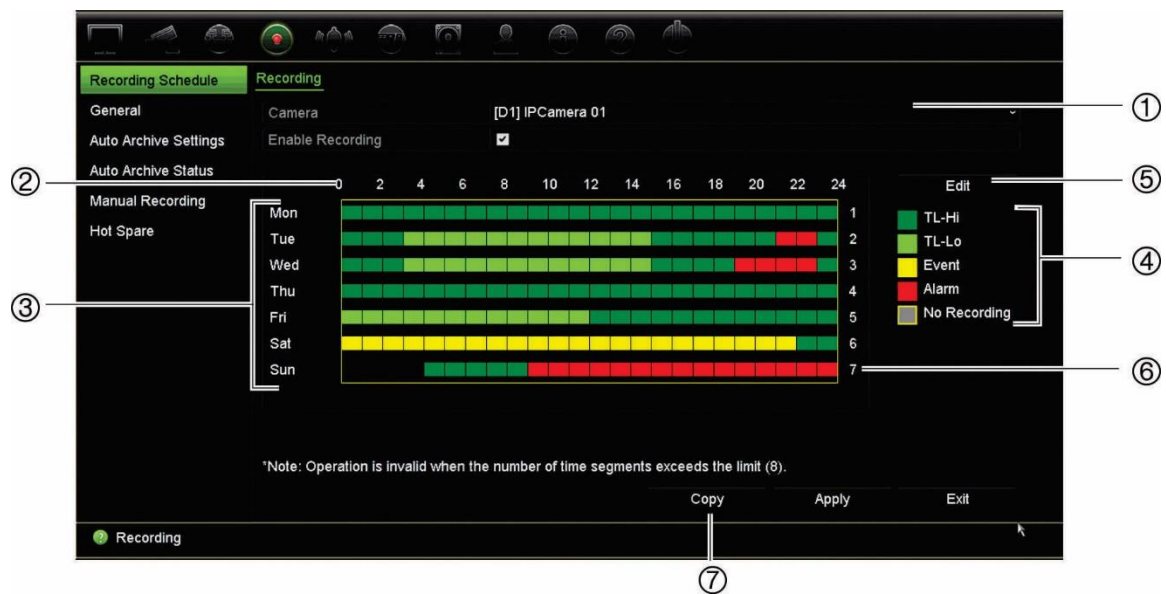 Recording Schedule
Recording
General
Camera
[D1] IPCamera 01
①
Auto Archive Settings
Enable Recording
Auto Archive Status
②
0 2 4 6 8 10 12 14 16 18 20 22 24
Edit
⑤
Manual Recording
Hot Spare
Mon
1
Tue
2
Wed
3
Thu
4
Fri
5
Sat
6
Sun
7
TL-Hi
TL-Lo
Event
Alarm
No Recording
④
③
⑥
*Note: Operation is invalid when the number of time segments exceeds the limit (8).
Copy
Apply
Exit
Recording
⑦